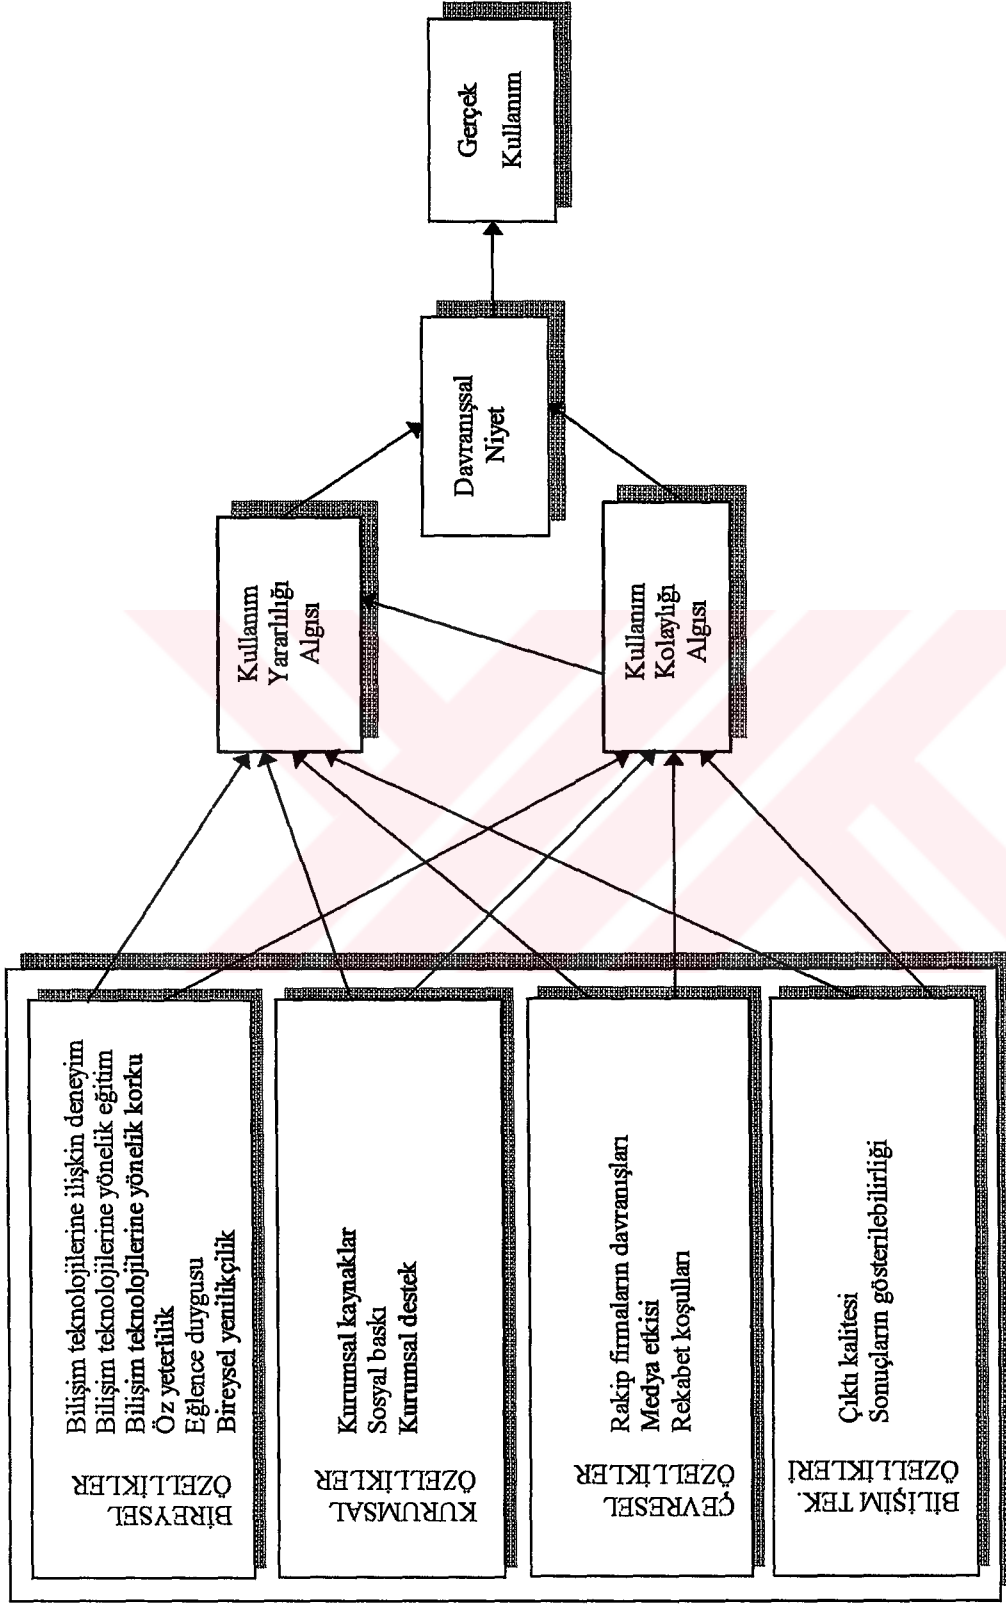 BİREYSEL
ÖZELLİKLER
Bilişim teknolojilerine ilişkin deneyim
Bilişim teknolojilerine yönelik eğitim
Bilişim teknolojilerine yönelik korku
Öz yeterlilik
Eğlence duygusu
Bireysel yenilikçilik
KURUMSAL
ÖZELLİKLER
Kurumsal kaynaklar
Sosyal baskı
Kurumsal destek
ÇEVRESEL
ÖZELLİKLER
Rakip firmaların davranışları
Medya etkisi
Rekabet koşulları
BİLİŞİM TEK.
ÖZELLİKLERİ
Çıktı kalitesi
Sonuçların gösterilebilirliği
Kullanım
Yararlılığı
Algısı
Kullanım
Kolaylığı
Algısı
Davranışsal
Niyet
Gerçek
Kullanım